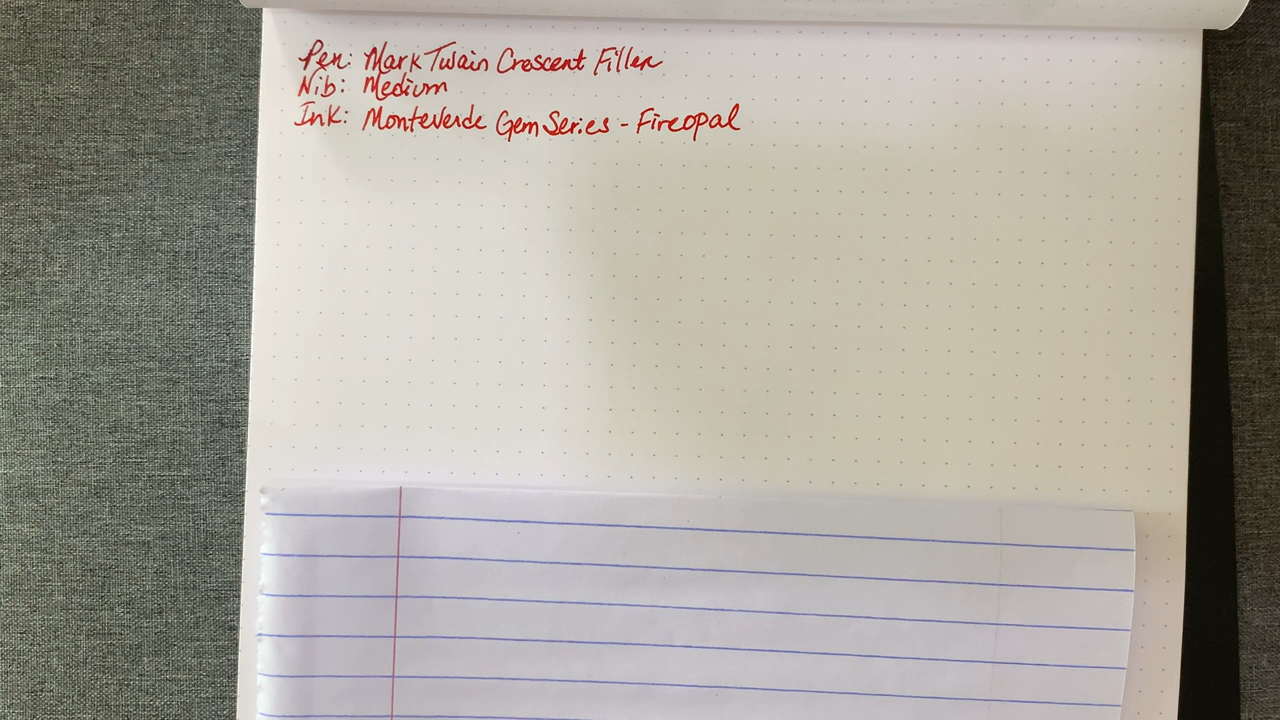 Pen: Mark Twain Crescent Filler
Nib: Medium
Ink: Monteverde Gem Series - Fireopal